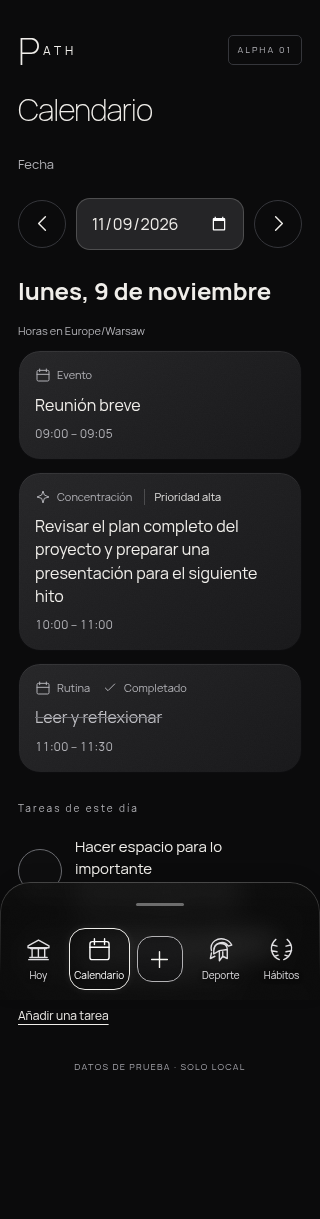 PATH
ALPHA 01
Calendario
Fecha
11/09/2026
lunes, 9 de noviembre
Horas en Europe/Warsaw
Evento
Reunión breve
09:00 – 09:05
Concentración
Prioridad alta
Revisar el plan completo del
proyecto y preparar una
presentación para el siguiente
hito
10:00 – 11:00
Rutina
Completado
Leer y reflexionar
11:00 – 11:30
Tareas de este día
Hacer espacio para lo
importante
Hoy
Calendario
Deporte
Hábitos
Añadir una tarea
DATOS DE PRUEBA · SOLO LOCAL